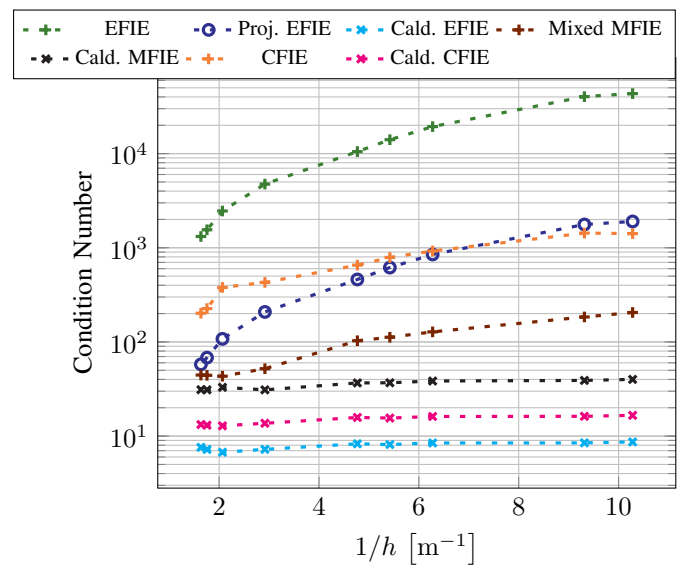 EFIE Proj. EFIE Cald. EFIE Mixed MFIE
Cald. MFIE CFIE Cald. CFIE
Condition Number
10^4
10^3
10^2
10^1
2 4 6 8 10
1/h [m^−1]